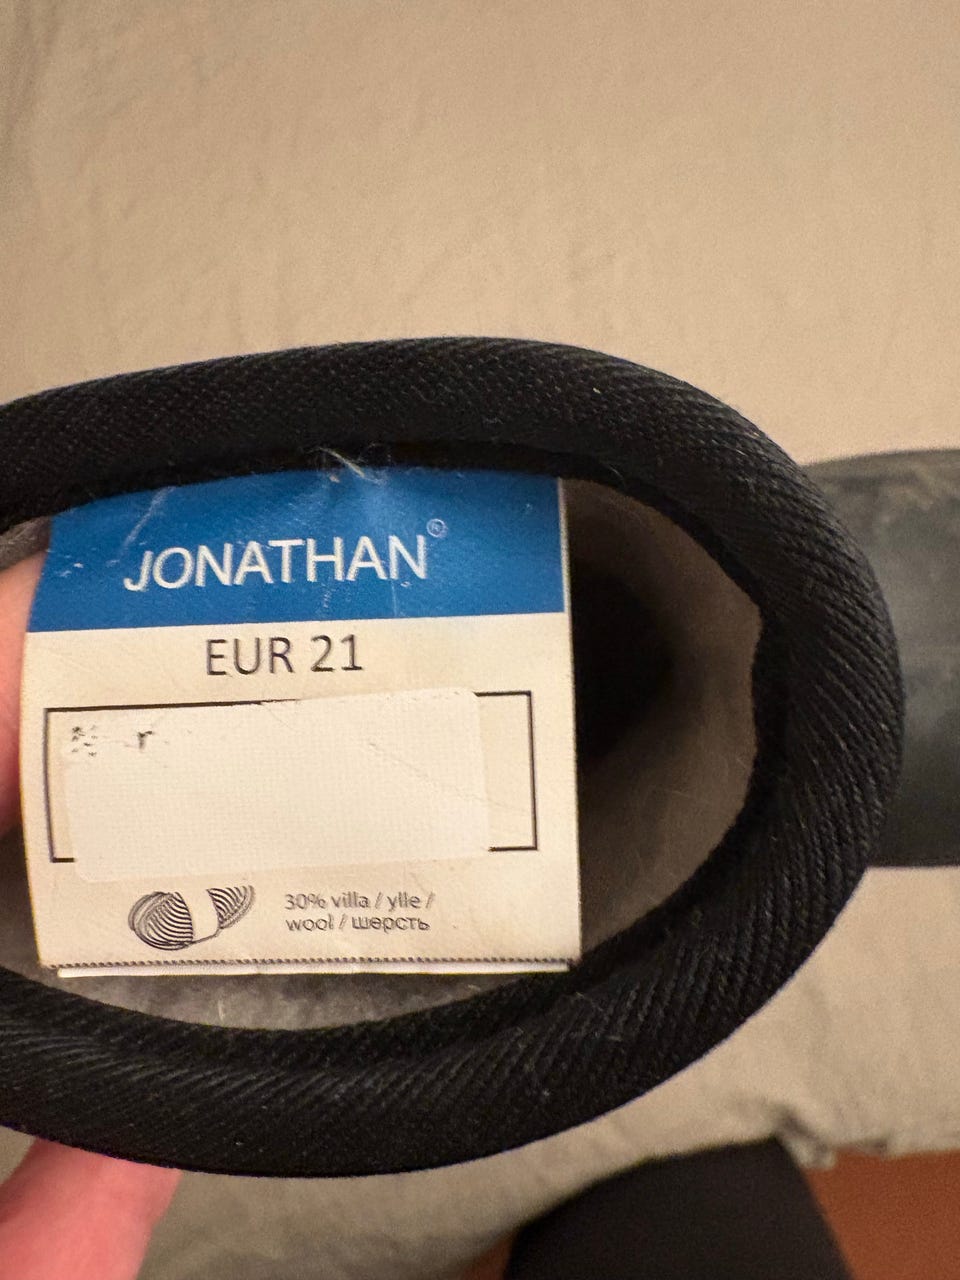 JONATHAN®
EUR 21
r
30% villa / ylle /
wool / шерсть